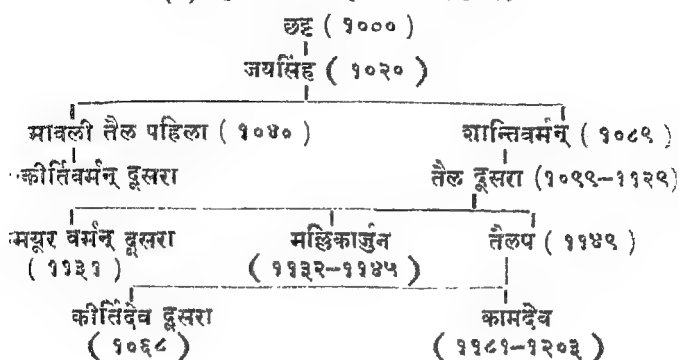 छट्ट ( १००० )
जयसिंह ( १०२० )
मावली तैल पहिला ( १०४० ) शान्तिवर्मन् ( १०८९ )
कीर्तिवर्मन् दूसरा तैल दूसरा (१०९९–११२९)
मयूर वर्मन् दूसरा मल्लिकार्जुन तैलप ( ११४९ )
( ११३१ ) ( ११३२–११४५ )
कीर्तिदेव दूसरा कामदेव
( १०६८ ) ( ११८१–१२०३ )